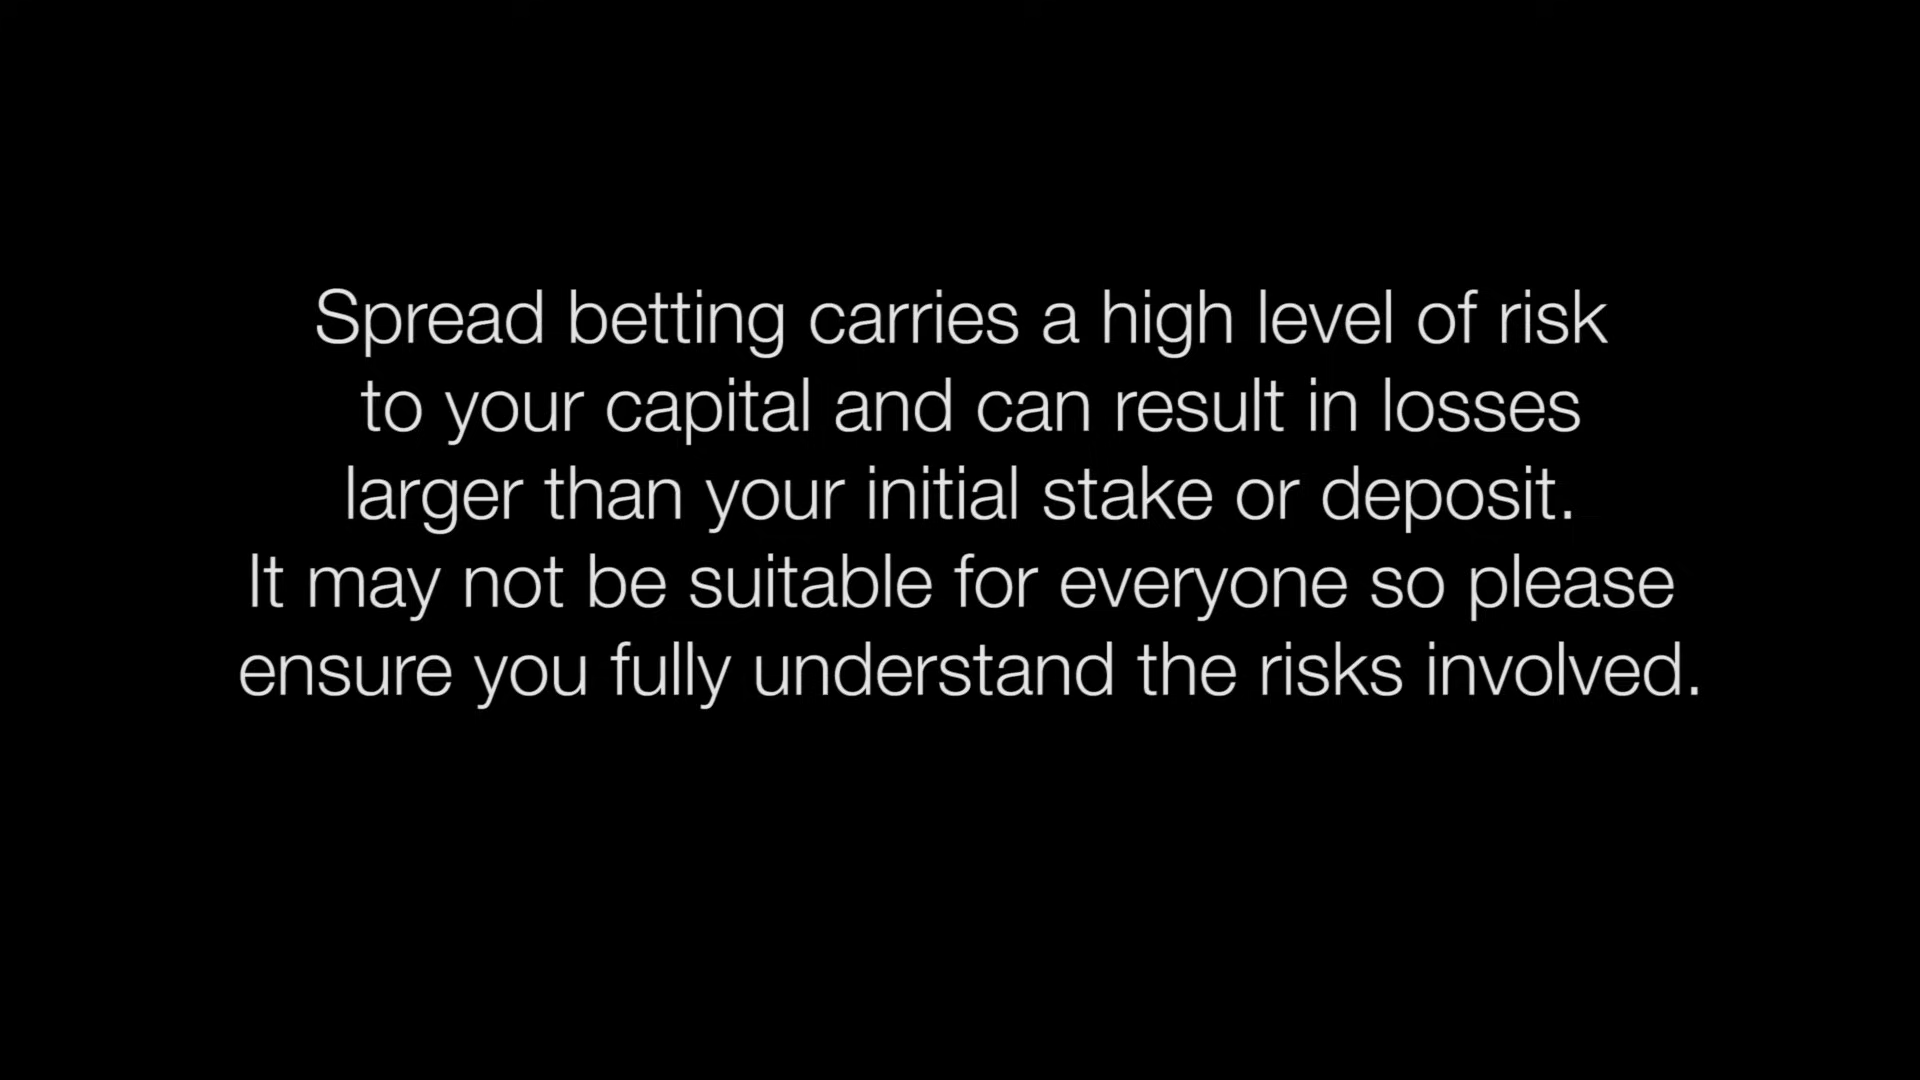 Spread betting carries a high level of risk
to your capital and can result in losses
larger than your initial stake or deposit.
It may not be suitable for everyone so please
ensure you fully understand the risks involved.